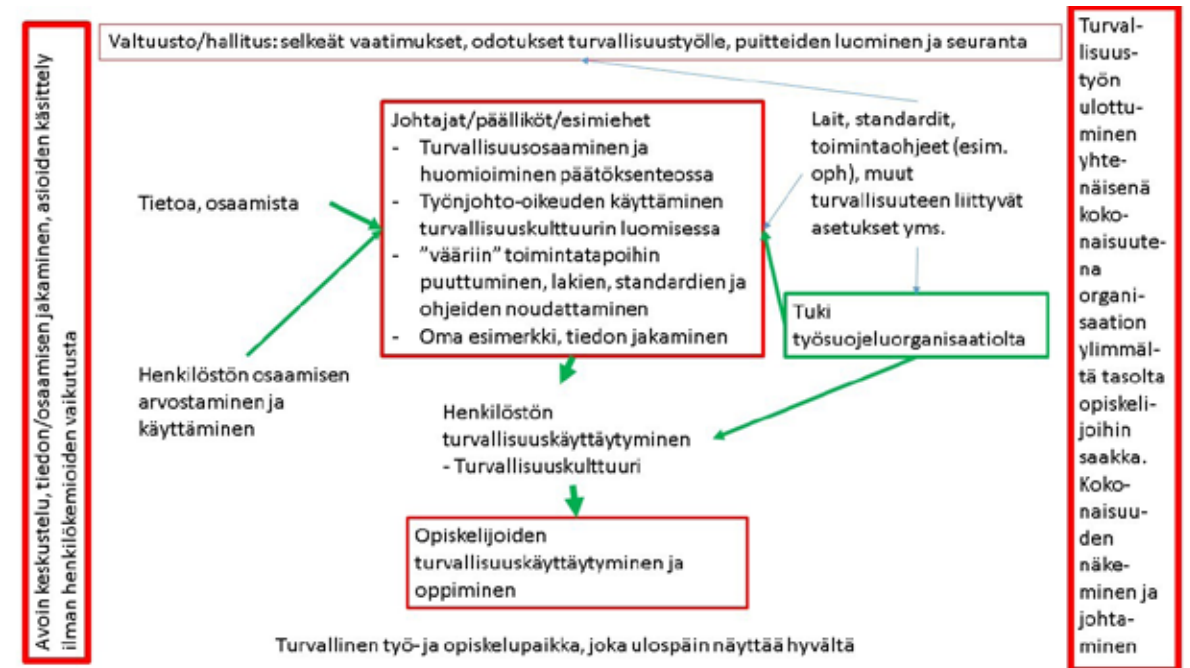 Avoin keskustelu, tiedon/osaamisen jakaminen, asioiden käsittely
ilman henkilökemioiden vaikutusta
Valtuusto/hallitus: selkeät vaatimukset, odotukset turvallisuustyölle, puitteiden luominen ja seuranta
Johtajat/päälliköt/esimiehet
- Turvallisuusosaaminen ja
huomioiminen päätöksenteossa
- Työnjohto-oikeuden käyttäminen
turvallisuuskulttuurin luomisessa
- ”vääriin” toimintatapoihin
puuttuminen, lakien, standardien ja
ohjeiden noudattaminen
- Oma esimerkki, tiedon jakaminen
Tietoa, osaamista
Henkilöstön osaamisen
arvostaminen ja
käyttäminen
Lait, standardit,
toimintaohjeet (esim.
oph), muut
turvallisuuteen liittyvät
asetukset yms.
Tuki
työsuojeluorganisaatiolta
Henkilöstön
turvallisuuskäyttäytyminen
- Turvallisuuskulttuuri
Opiskelijoiden
turvallisuuskäyttäytyminen ja
oppiminen
Turvallinen työ-ja opiskelupaikka, joka ulospäin näyttää hyvältä
Turval-
lisuus-
työn
ulottu-
minen
yhte-
näisenä
koko-
naisuute-
na
organi-
saation
ylimmäl-
tä tasolta
opiskeli-
joihin
saakka.
Koko-
naisuu-
den
näke-
minen ja
johta-
minen